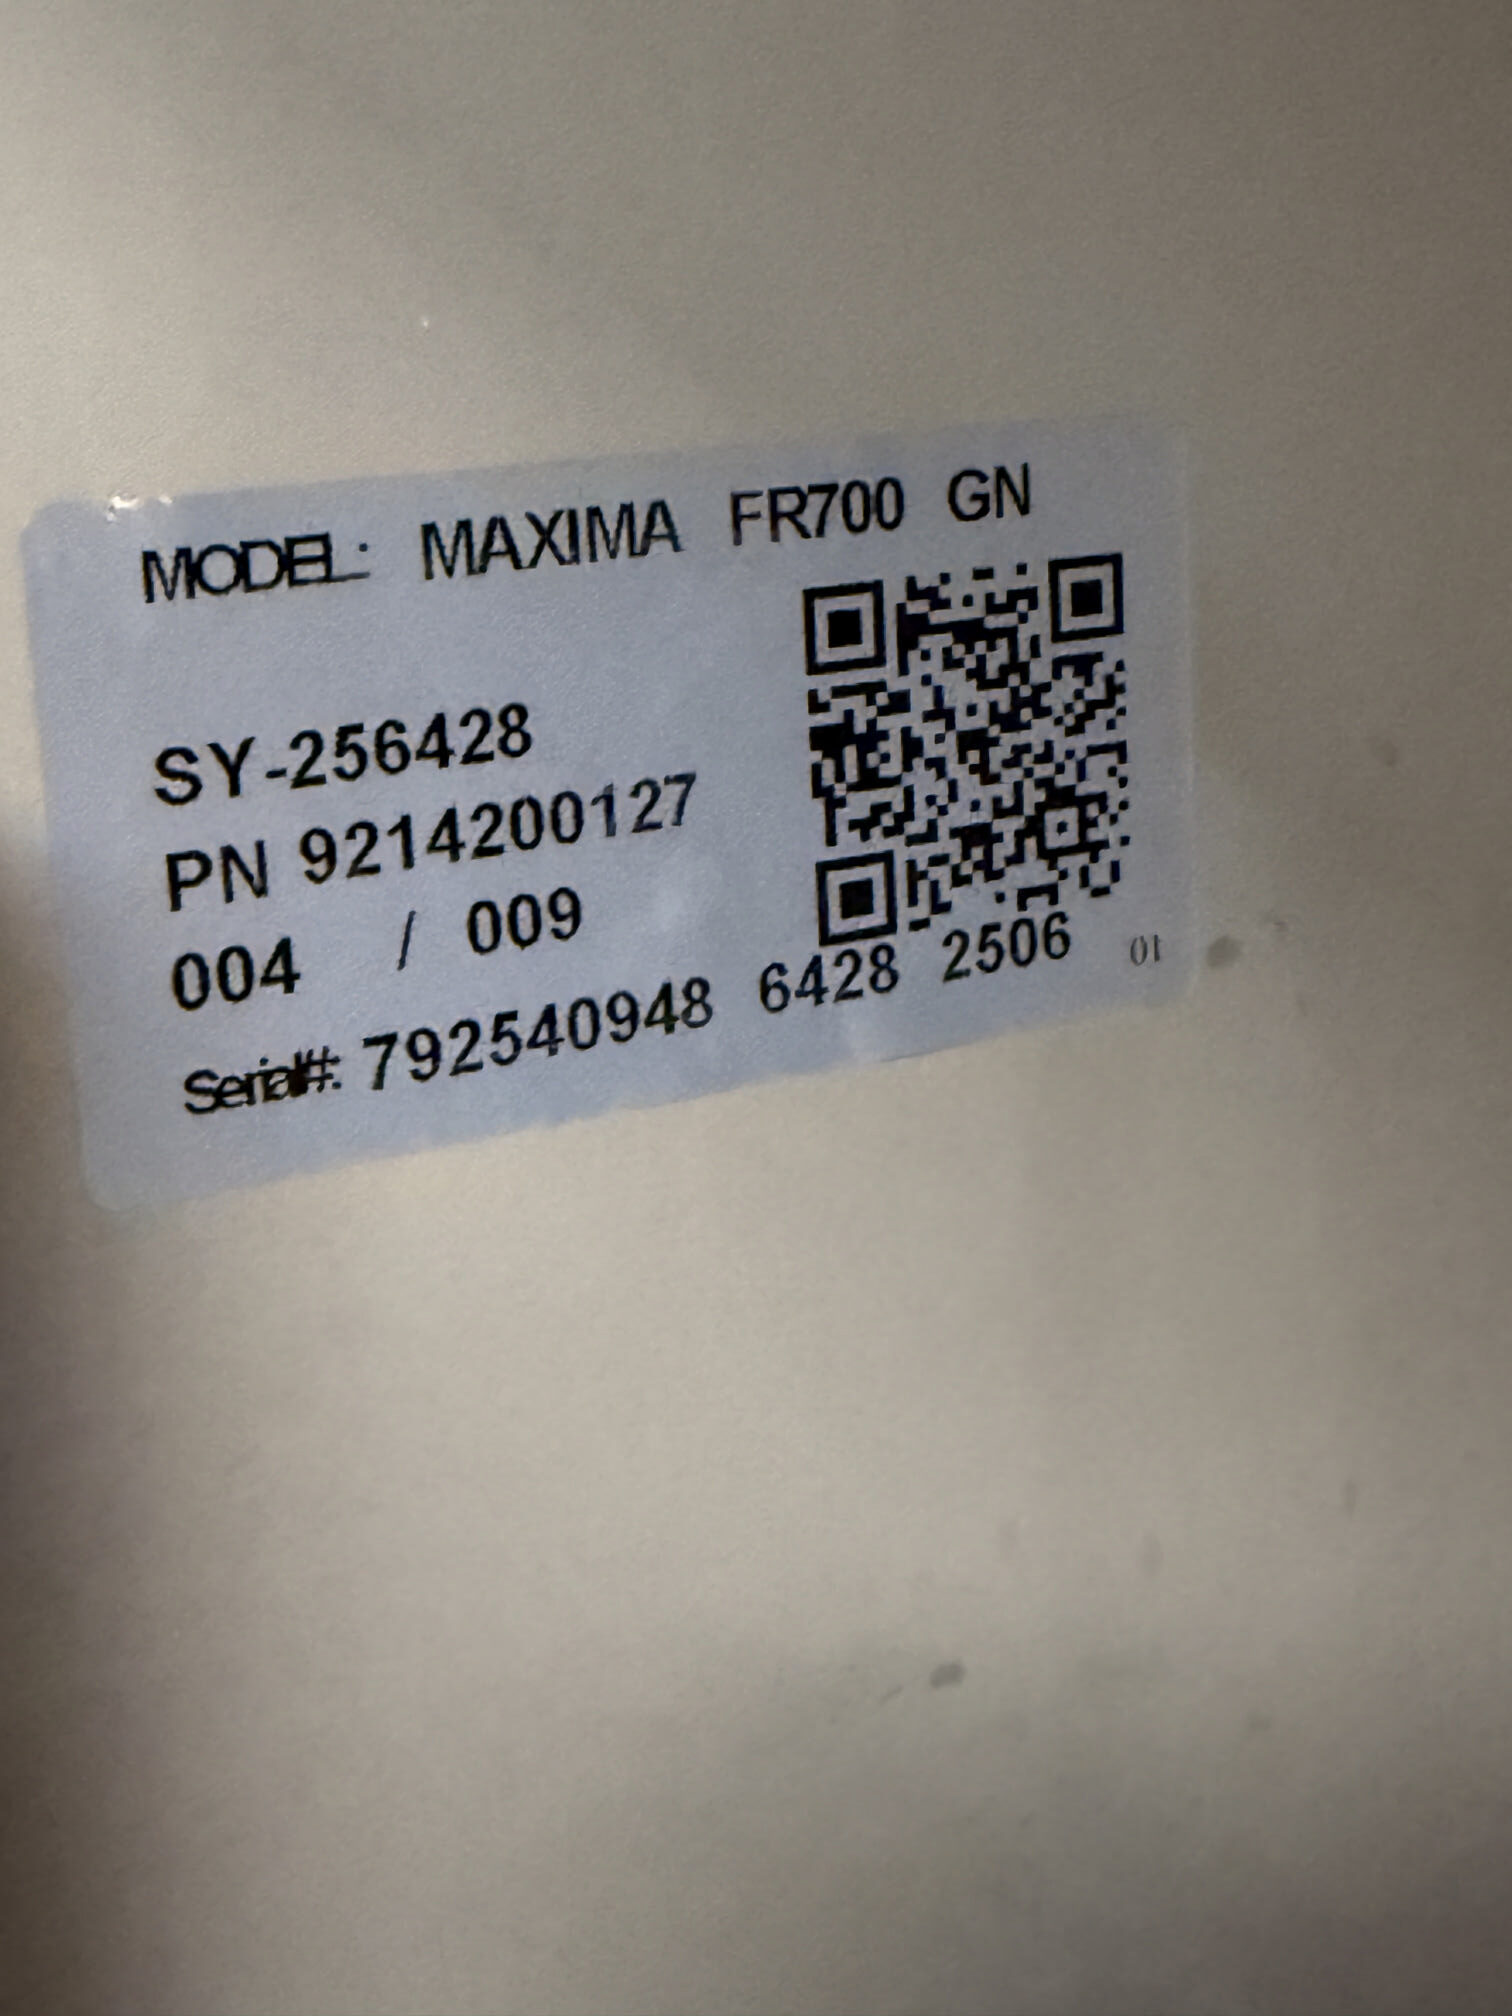 MODEL: MAXIMA FR700 GN
SY-256428
PN 9214200127
004 / 009
Serial#: 792540948 6428 2506 01